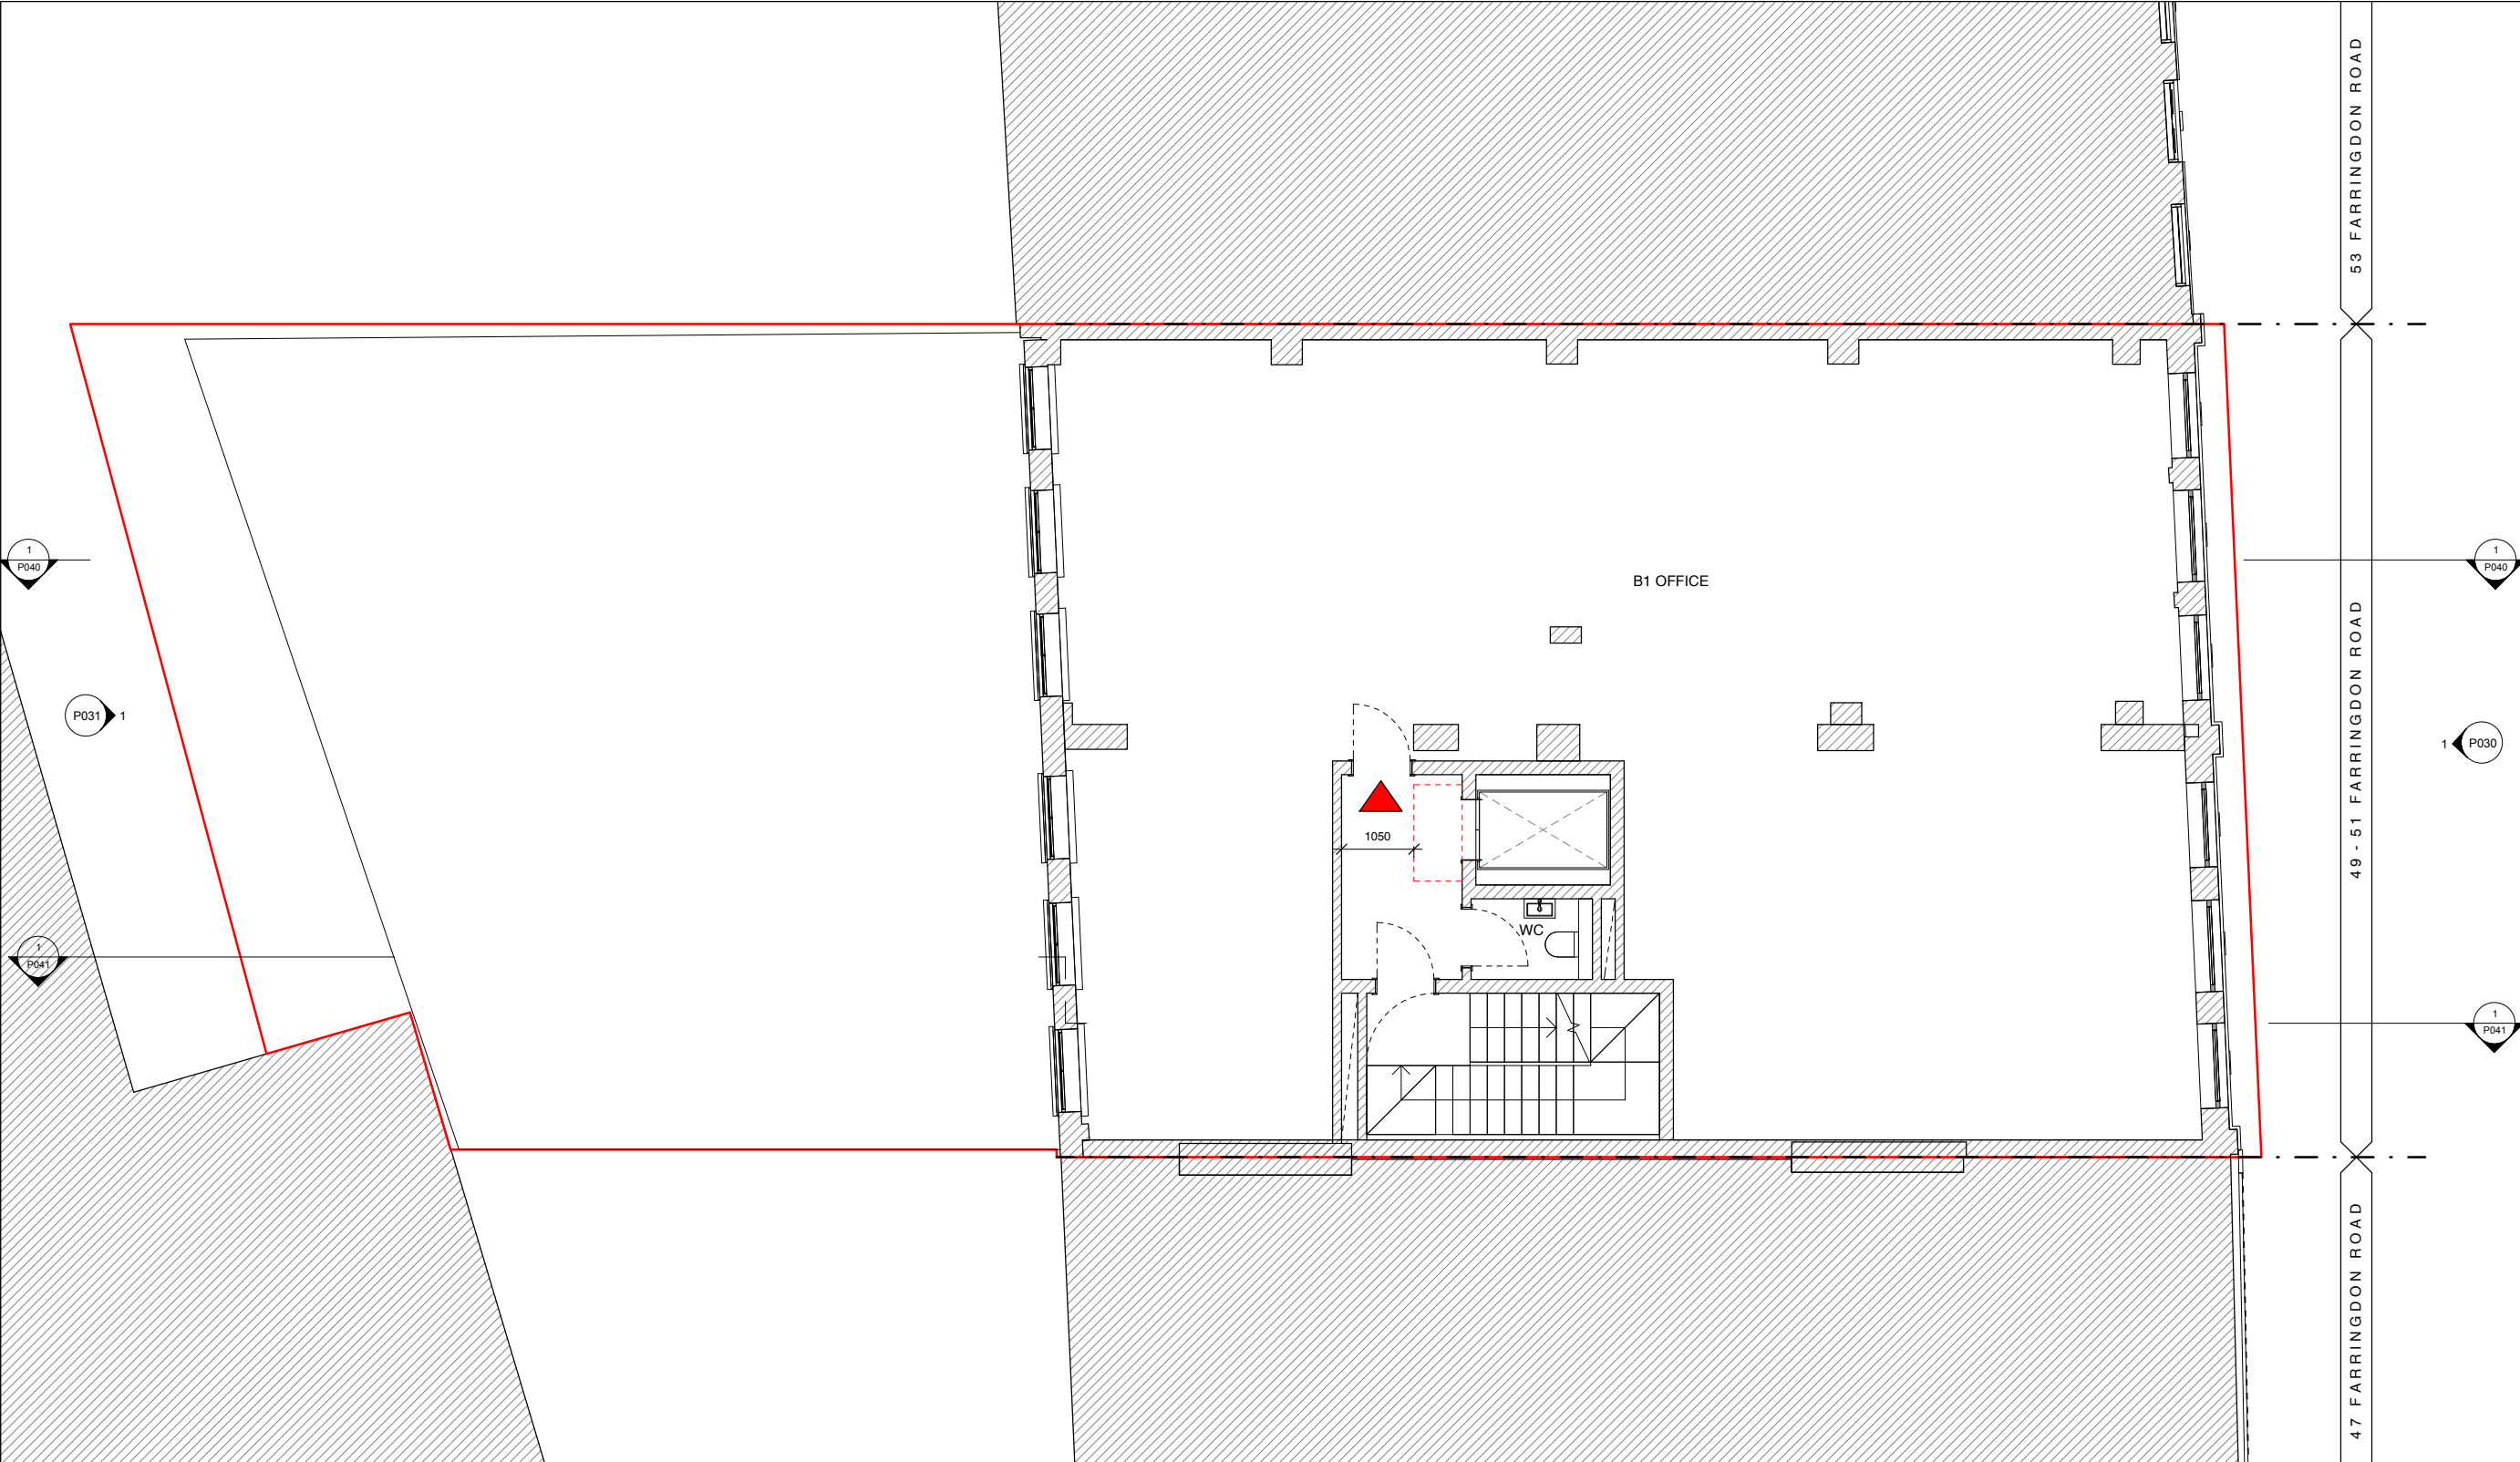 53 FARRINGDON ROAD
1
P040
B1 OFFICE
1
P040
49 - 51 FARRINGDON ROAD
P031
1
1
P030
1050
WC
1
P041
1
P041
47 FARRINGDON ROAD